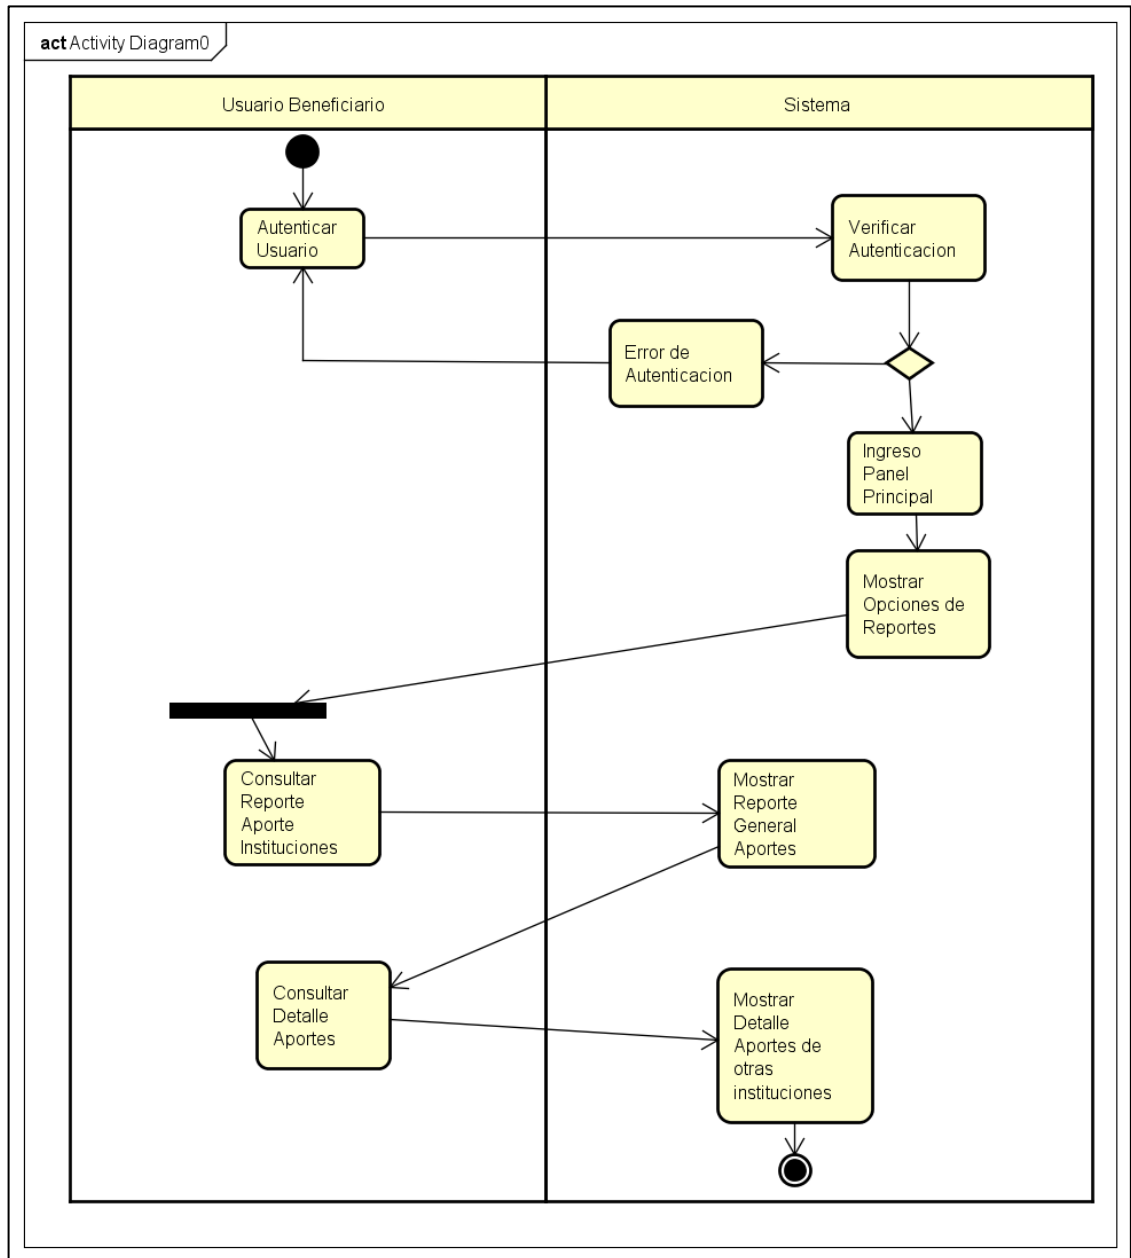 act Activity Diagram0
Usuario Beneficiario
Sistema
Autenticar
Usuario
Verificar
Autenticacion
Error de
Autenticacion
Ingreso
Panel
Principal
Mostrar
Opciones de
Reportes
Consultar
Reporte
Aporte
Instituciones
Mostrar
Reporte
General
Aportes
Consultar
Detalle
Aportes
Mostrar
Detalle
Aportes de
otras
instituciones